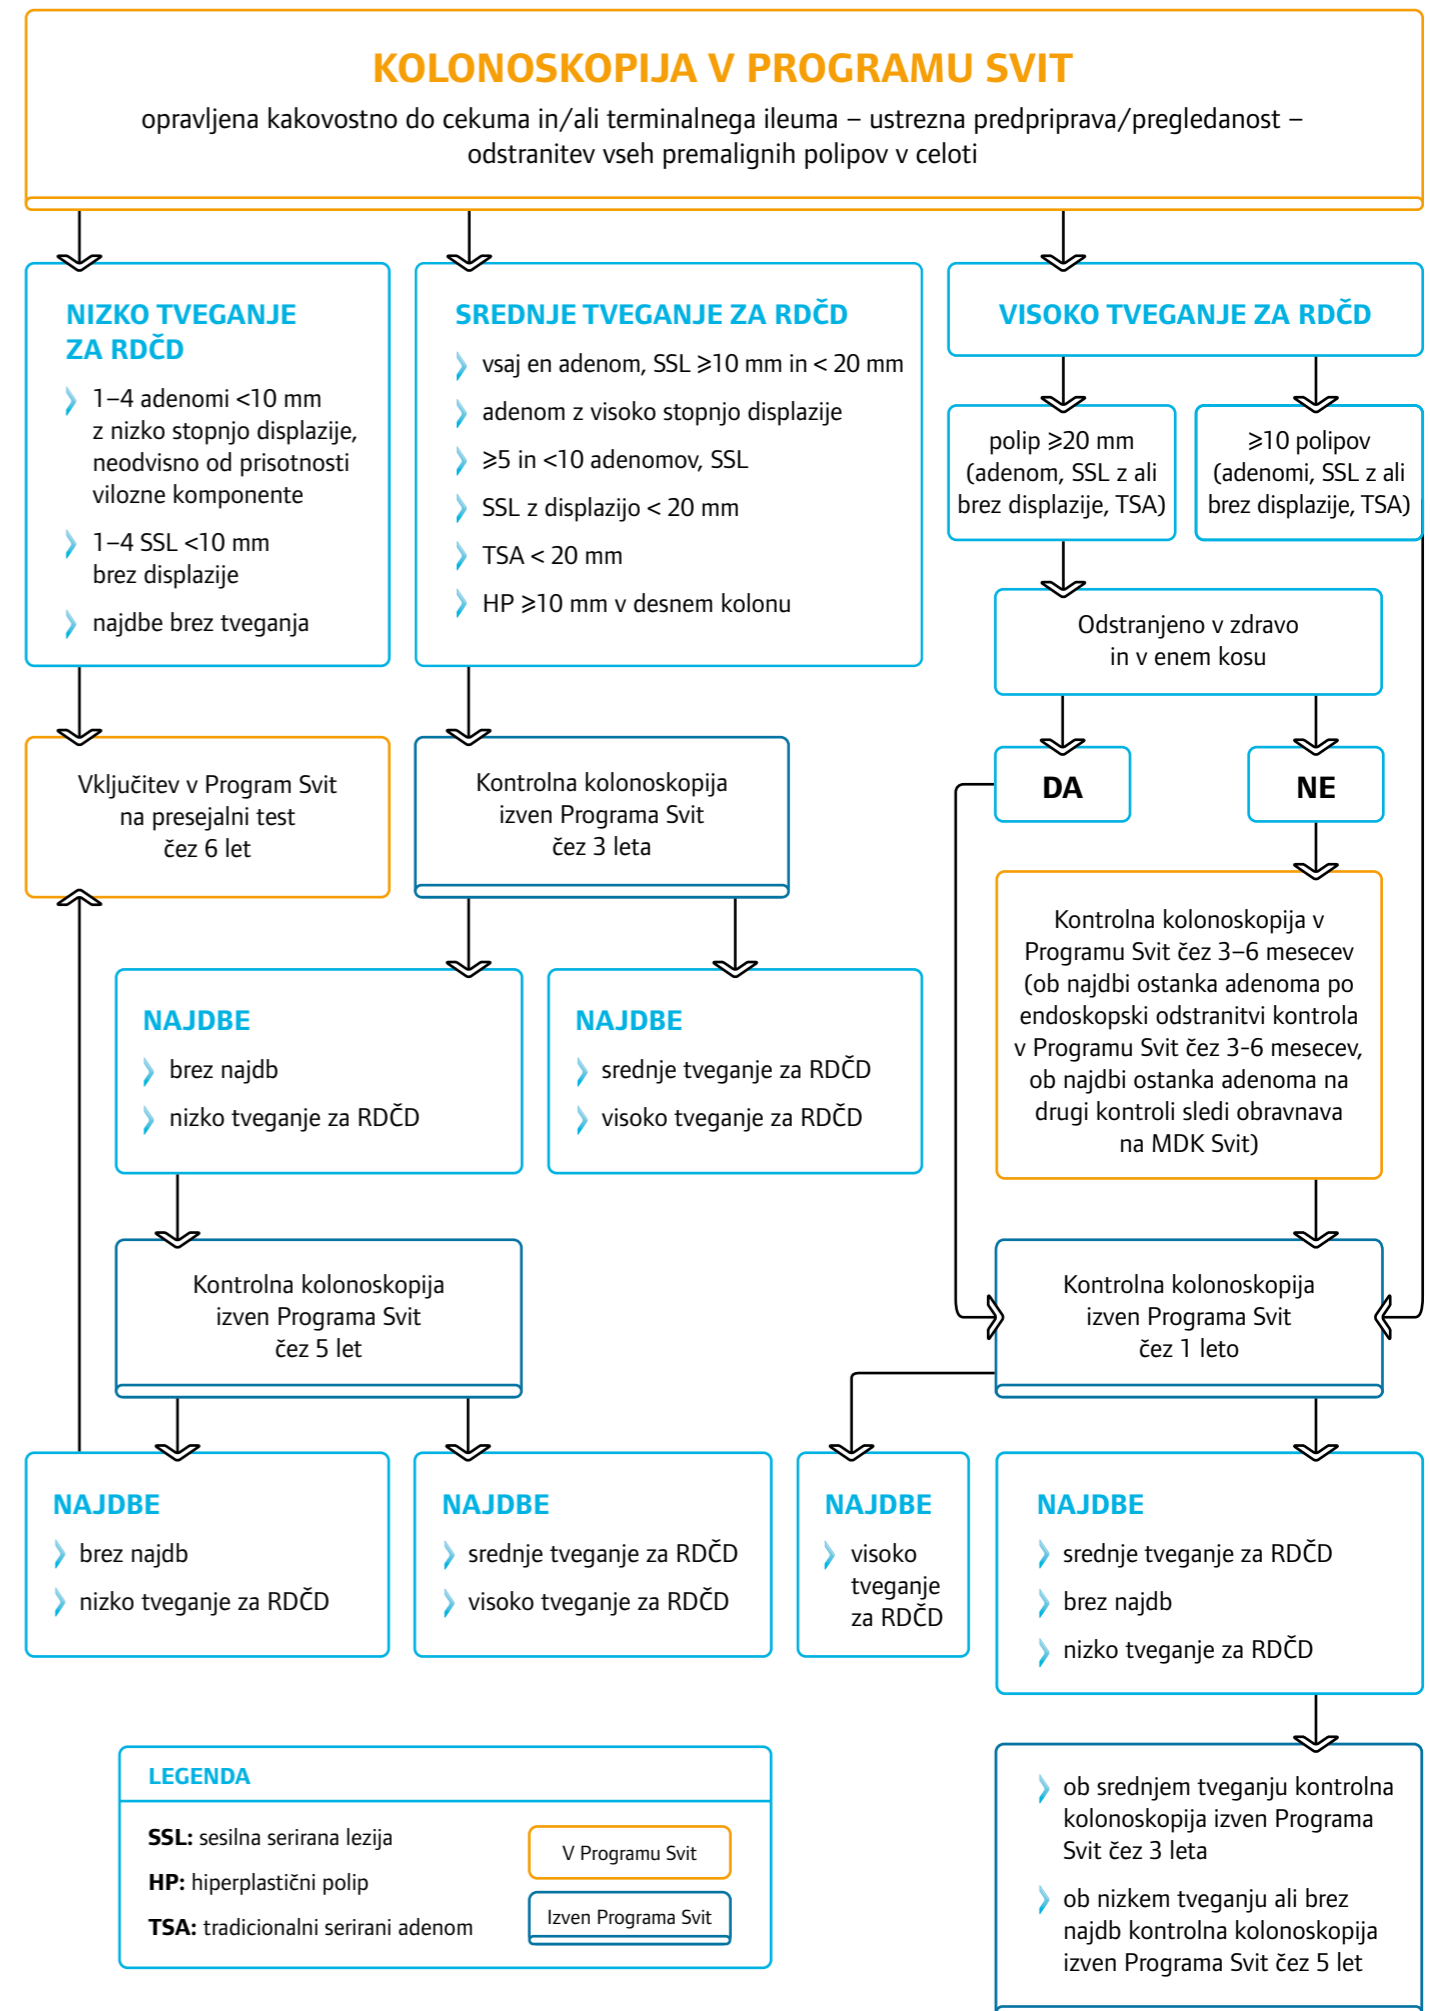 KOLONOSKOPIJA V PROGRAMU SVIT
opravljena kakovostno do cekuma in/ali terminalnega ileuma – ustrezna predpriprava/pregledanost –
odstranitev vseh premalignih polipov v celoti
NIZKO TVEGANJE
ZA RDČD
1–4 adenomi <10 mm
z nizko stopnjo displazije,
neodvisno od prisotnosti
vilozne komponente
1–4 SSL <10 mm
brez displazije
najdbe brez tveganja
SREDNJE TVEGANJE ZA RDČD
vsaj en adenom, SSL ≥10 mm in < 20 mm
adenom z visoko stopnjo displazije
≥5 in <10 adenomov, SSL
SSL z displazijo < 20 mm
TSA < 20 mm
HP ≥10 mm v desnem kolonu
VISOKO TVEGANJE ZA RDČD
polip ≥20 mm
(adenom, SSL z ali
brez displazije, TSA)
≥10 polipov
(adenomi, SSL z ali
brez displazije, TSA)
Odstranjeno v zdravo
in v enem kosu
DA
NE
Vključitev v Program Svit
na presejalni test
čez 6 let
Kontrolna kolonoskopija
izven Programa Svit
čez 3 leta
Kontrolna kolonoskopija v
Programu Svit čez 3–6 mesecev
(ob najdbi ostanka adenoma po
endoskopski odstranitvi kontrola
v Programu Svit čez 3-6 mesecev,
ob najdbi ostanka adenoma na
drugi kontroli sledi obravnava
na MDK Svit)
NAJDBE
brez najdb
nizko tveganje za RDČD
NAJDBE
srednje tveganje za RDČD
visoko tveganje za RDČD
Kontrolna kolonoskopija
izven Programa Svit
čez 5 let
Kontrolna kolonoskopija
izven Programa Svit
čez 1 leto
NAJDBE
brez najdb
nizko tveganje za RDČD
NAJDBE
srednje tveganje za RDČD
visoko tveganje za RDČD
NAJDBE
visoko
tveganje
za RDČD
NAJDBE
srednje tveganje za RDČD
brez najdb
nizko tveganje za RDČD
ob srednjem tveganju kontrolna
kolonoskopija izven Programa
Svit čez 3 leta
ob nizkem tveganju ali brez
najdb kontrolna kolonoskopija
izven Programa Svit čez 5 let
LEGENDA
SSL: sesilna serirana lezija
HP: hiperplastični polip
TSA: tradicionalni serirani adenom
V Programu Svit
Izven Programa Svit